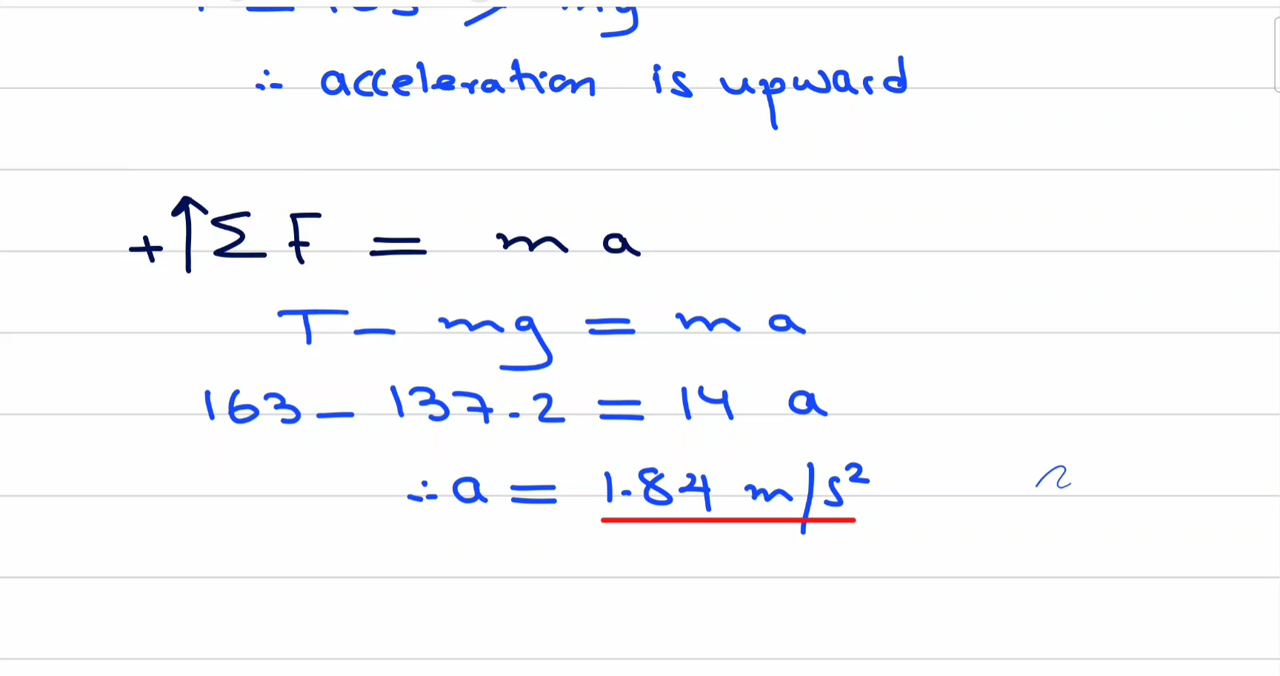 ∴ acceleration is upward
+↑ΣF = ma
T - mg = ma
163 - 137.2 = 14 a
∴ a = 1.84 m/s²